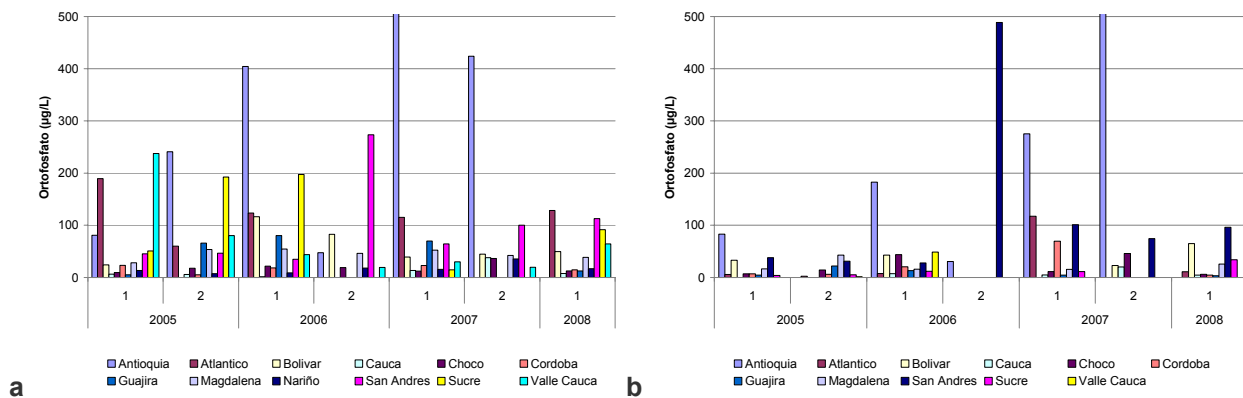 500
400
300
200
100
0
Ortofosfato (µg/L)
1 2 1 2 1 2 1
2005 2006 2007 2008
Antioquia Atlantico Bolivar Cauca Choco Cordoba
Guajira Magdalena Nariño San Andres Sucre Valle Cauca
a
500
400
300
200
100
0
Ortofosfato (µg/L)
1 2 1 2 1 2 1
2005 2006 2007 2008
Antioquia Atlantico Bolivar Cauca Choco Cordoba
Guajira Magdalena San Andres Sucre Valle Cauca
b